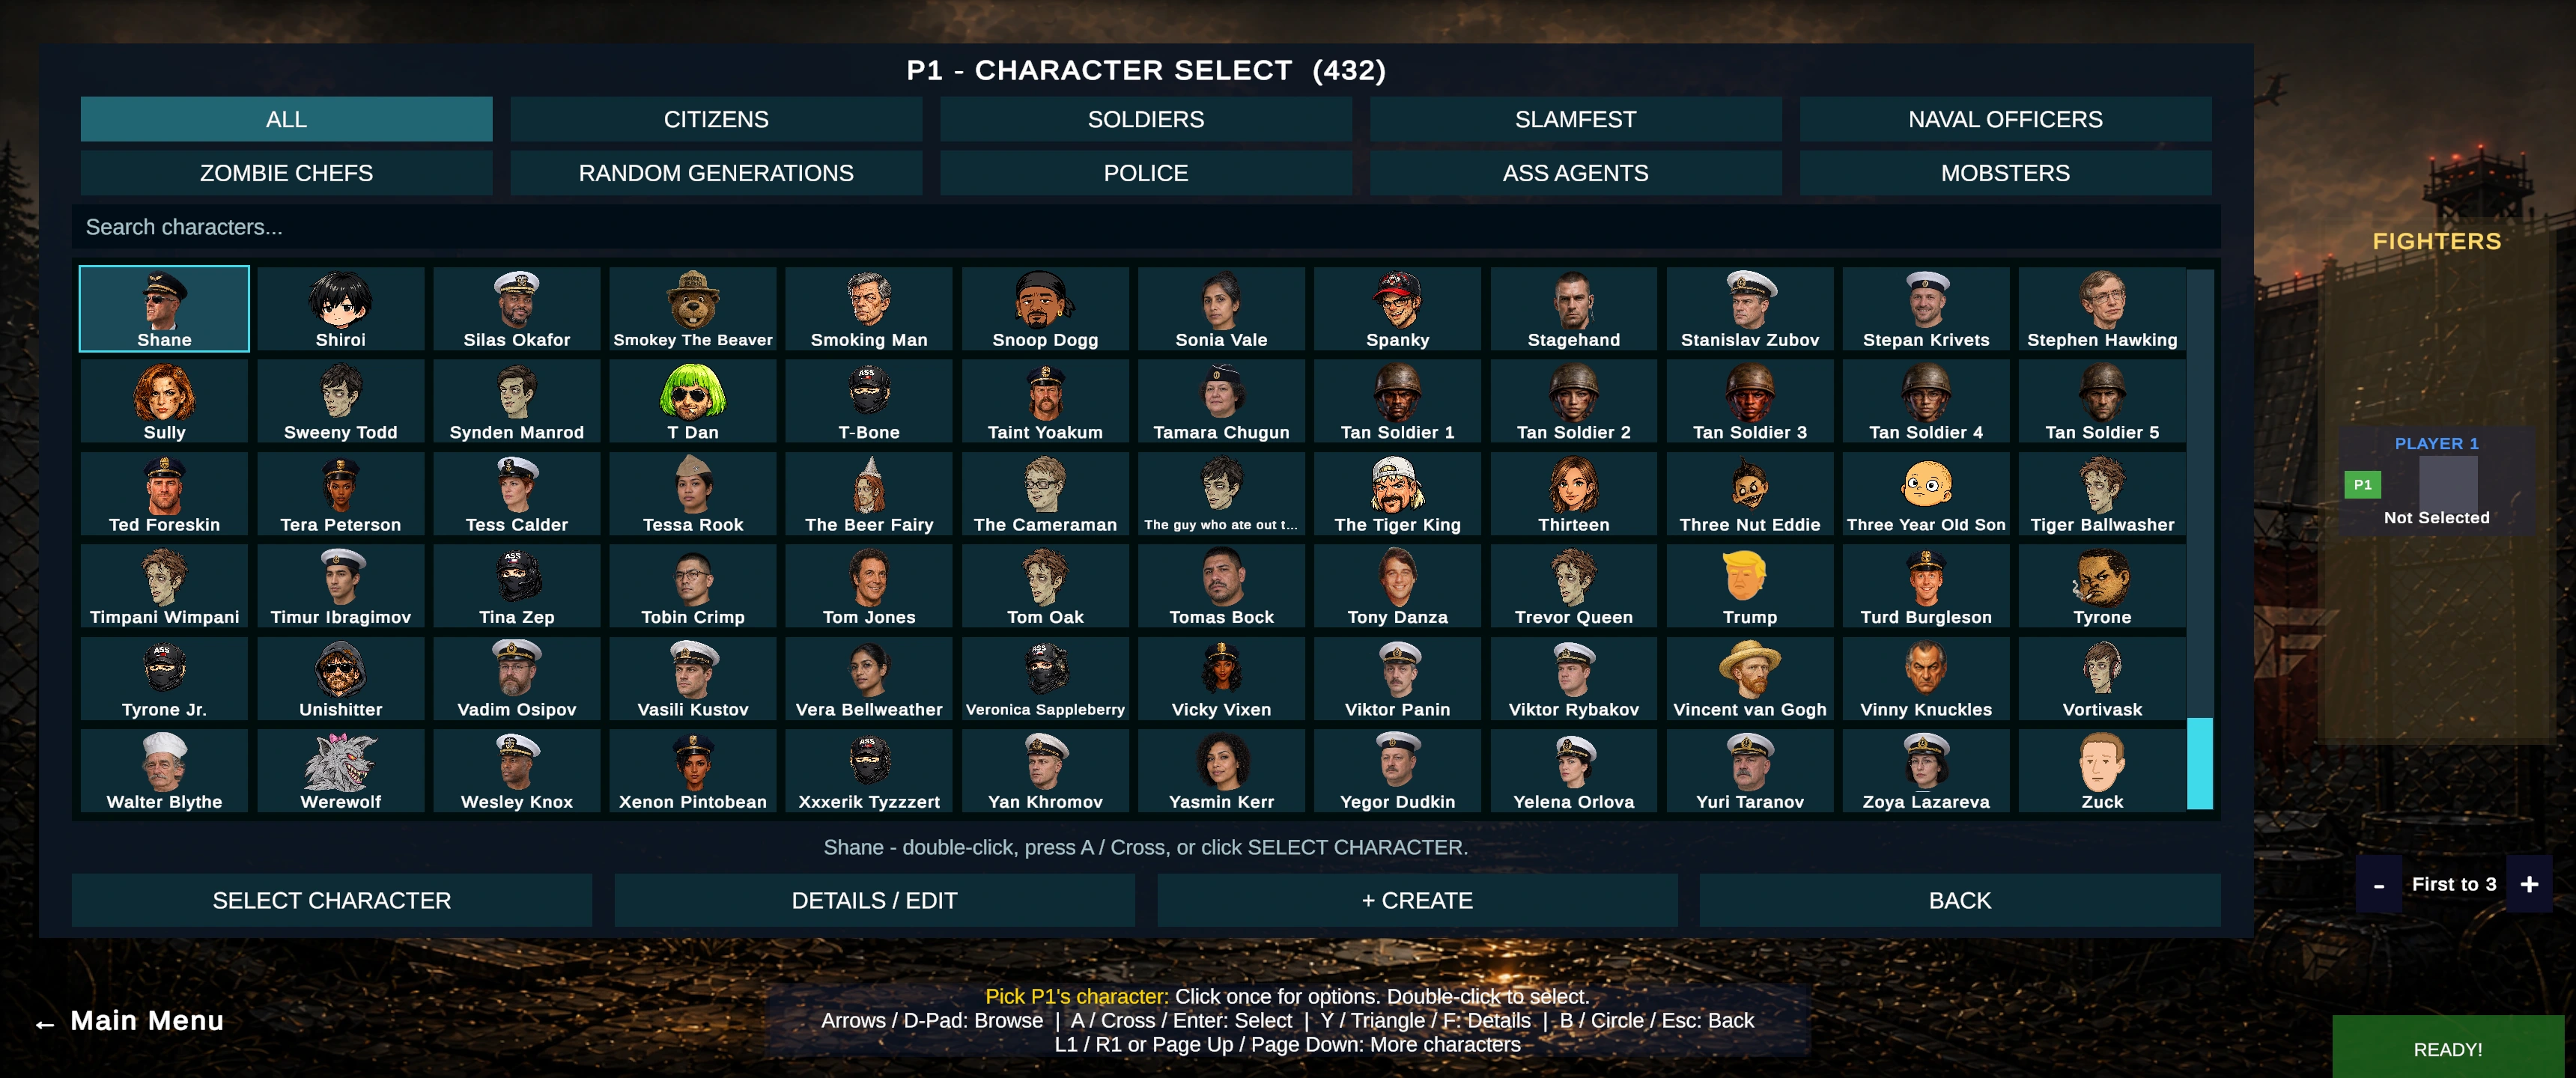 P1 - CHARACTER SELECT (432)
ALL
CITIZENS
SOLDIERS
SLAMFEST
NAVAL OFFICERS
ZOMBIE CHEFS
RANDOM GENERATIONS
POLICE
ASS AGENTS
MOBSTERS
Search characters...
FIGHTERS
Shane
Shiroi
Silas Okafor
Smokey The Beaver
Smoking Man
Snoop Dogg
Sonia Vale
Spanky
Stagehand
Stanislav Zubov
Stepan Krivets
Stephen Hawking
Sully
Sweeny Todd
Synden Manrod
T Dan
ASS
T-Bone
Taint Yoakum
Tamara Chugun
Tan Soldier 1
Tan Soldier 2
Tan Soldier 3
Tan Soldier 4
Tan Soldier 5
Ted Foreskin
Tera Peterson
Tess Calder
Tessa Rook
The Beer Fairy
The Cameraman
The guy who ate out t...
The Tiger King
Thirteen
Three Nut Eddie
Three Year Old Son
Tiger Ballwasher
PLAYER 1
P1
Not Selected
Timpani Wimpani
Timur Ibragimov
ASS
Tina Zep
Tobin Crimp
Tom Jones
Tom Oak
Tomas Bock
Tony Danza
Trevor Queen
Trump
Turd Burgleson
Tyrone
ASS
Tyrone Jr.
Unishitter
Vadim Osipov
Vasili Kustov
Vera Bellweather
ASS
Veronica Sappleberry
Vicky Vixen
Viktor Panin
Viktor Rybakov
Vincent van Gogh
Vinny Knuckles
Vortivask
Walter Blythe
Werewolf
Wesley Knox
Xenon Pintobean
ASS
Xxxerik Tyzzzert
Yan Khromov
Yasmin Kerr
Yegor Dudkin
Yelena Orlova
Yuri Taranov
Zoya Lazareva
Zuck
Shane - double-click, press A / Cross, or click SELECT CHARACTER.
SELECT CHARACTER
DETAILS / EDIT
+ CREATE
BACK
- First to 3 +
← Main Menu
Pick P1's character: Click once for options. Double-click to select.
Arrows / D-Pad: Browse | A / Cross / Enter: Select | Y / Triangle / F: Details | B / Circle / Esc: Back
L1 / R1 or Page Up / Page Down: More characters
READY!